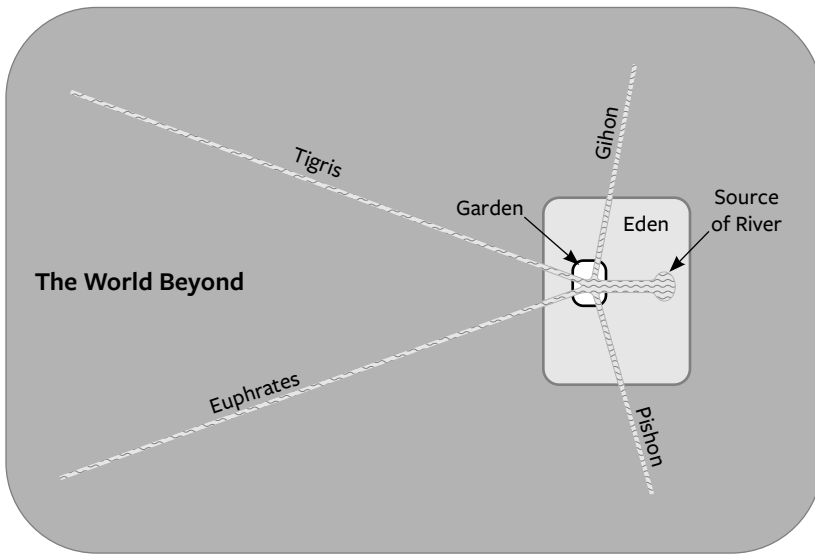 Tigris
Gihon
Garden
Eden
Source
of River
The World Beyond
Euphrates
Pishon